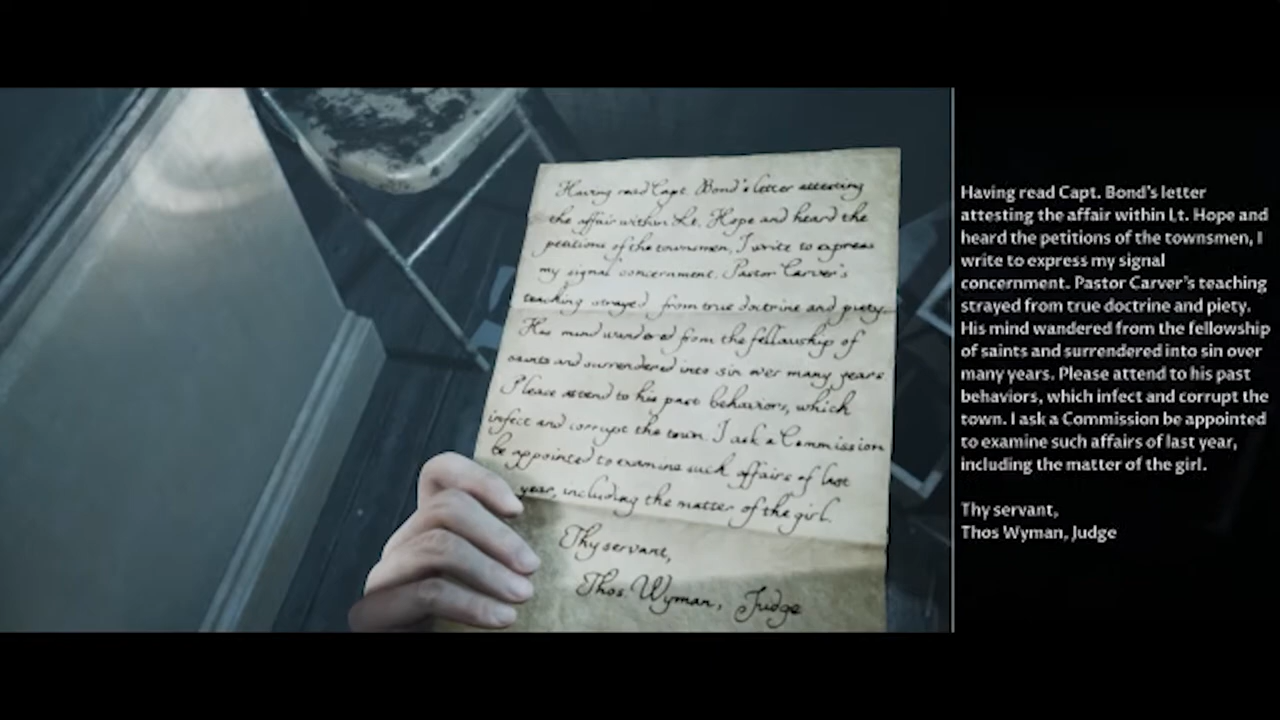 Having read Capt. Bond's letter attesting
the affair within Lt. Hope and heard the
petitions of the townsmen, I write to express
my signal concernment. Pastor Carver's
teaching strayed from true doctrine and piety.
His mind wandered from the fellowship of
saints and surrendered into sin over many years
Please attend to his past behaviors, which
infect and corrupt the town. I ask a Commission
be appointed to examine such affairs of last
year, including the matter of the girl.
Thy servant,
Thos. Wyman, Judge
Having read Capt. Bond's letter
attesting the affair within Lt. Hope and
heard the petitions of the townsmen, I
write to express my signal
concernment. Pastor Carver's teaching
strayed from true doctrine and piety.
His mind wandered from the fellowship
of saints and surrendered into sin over
many years. Please attend to his past
behaviors, which infect and corrupt the
town. I ask a Commission be appointed
to examine such affairs of last year,
including the matter of the girl.
Thy servant,
Thos Wyman, Judge